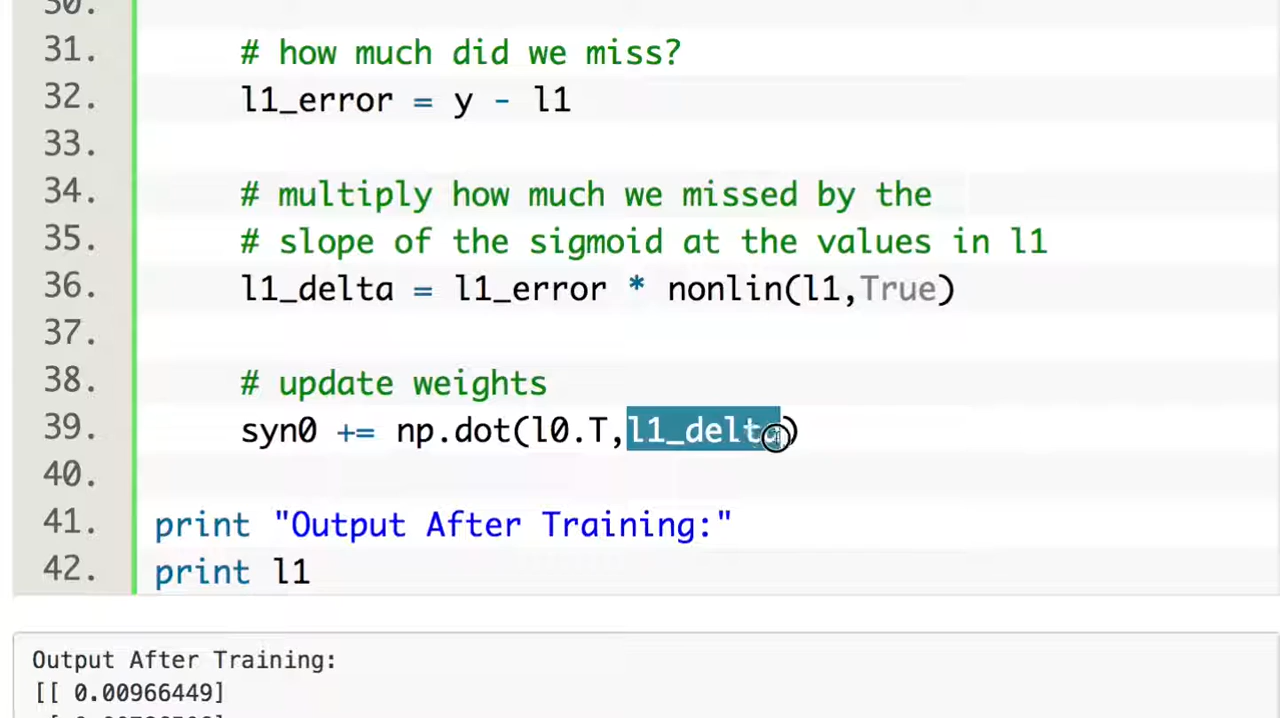 30.
31. # how much did we miss?
32. l1_error = y - l1
33.
34. # multiply how much we missed by the
35. # slope of the sigmoid at the values in l1
36. l1_delta = l1_error * nonlin(l1,True)
37.
38. # update weights
39. syn0 += np.dot(l0.T,l1_delta)
40.
41. print "Output After Training:"
42. print l1
Output After Training:
[[ 0.00966449]